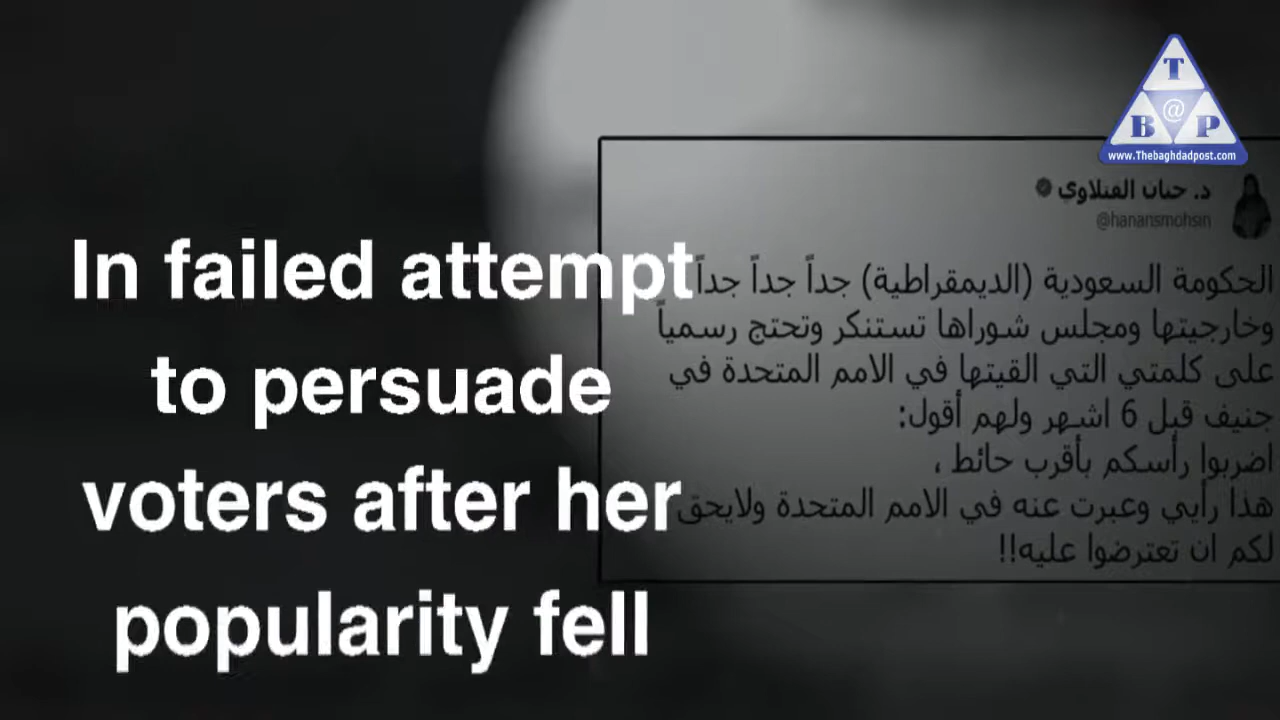 T
@
B P
www.Thebaghdadpost.com
In failed attempt
to persuade
voters after her
popularity fell
د. حنان الفتلاوي
@hanansmohsin
الحكومة السعودية (الديمقراطية) جداً جداً جداً
وخارجيتها ومجلس شوراها تستنكر وتحتج رسمياً
على كلمتي التي القيتها في الامم المتحدة في
جنيف قبل 6 اشهر ولهم أقول:
اضربوا رأسكم بأقرب حائط ،
هذا رأيي وعبرت عنه في الامم المتحدة ولايحق
لكم ان تعترضوا عليه!!